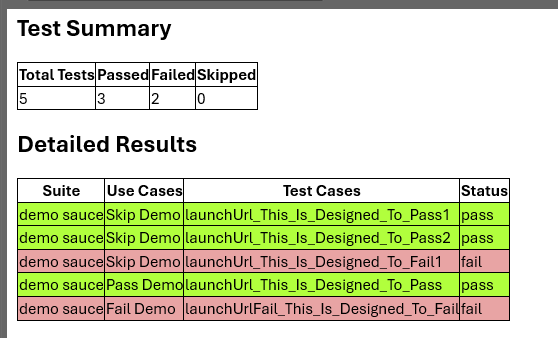 Test Summary
Total Tests Passed Failed Skipped
5 3 2 0
Detailed Results
Suite Use Cases Test Cases Status
demo sauce Skip Demo launchUrl_This_Is_Designed_To_Pass1 pass
demo sauce Skip Demo launchUrl_This_Is_Designed_To_Pass2 pass
demo sauce Skip Demo launchUrl_This_Is_Designed_To_Fail1 fail
demo sauce Pass Demo launchUrl_This_Is_Designed_To_Pass pass
demo sauce Fail Demo launchUrlFail_This_Is_Designed_To_Fail fail